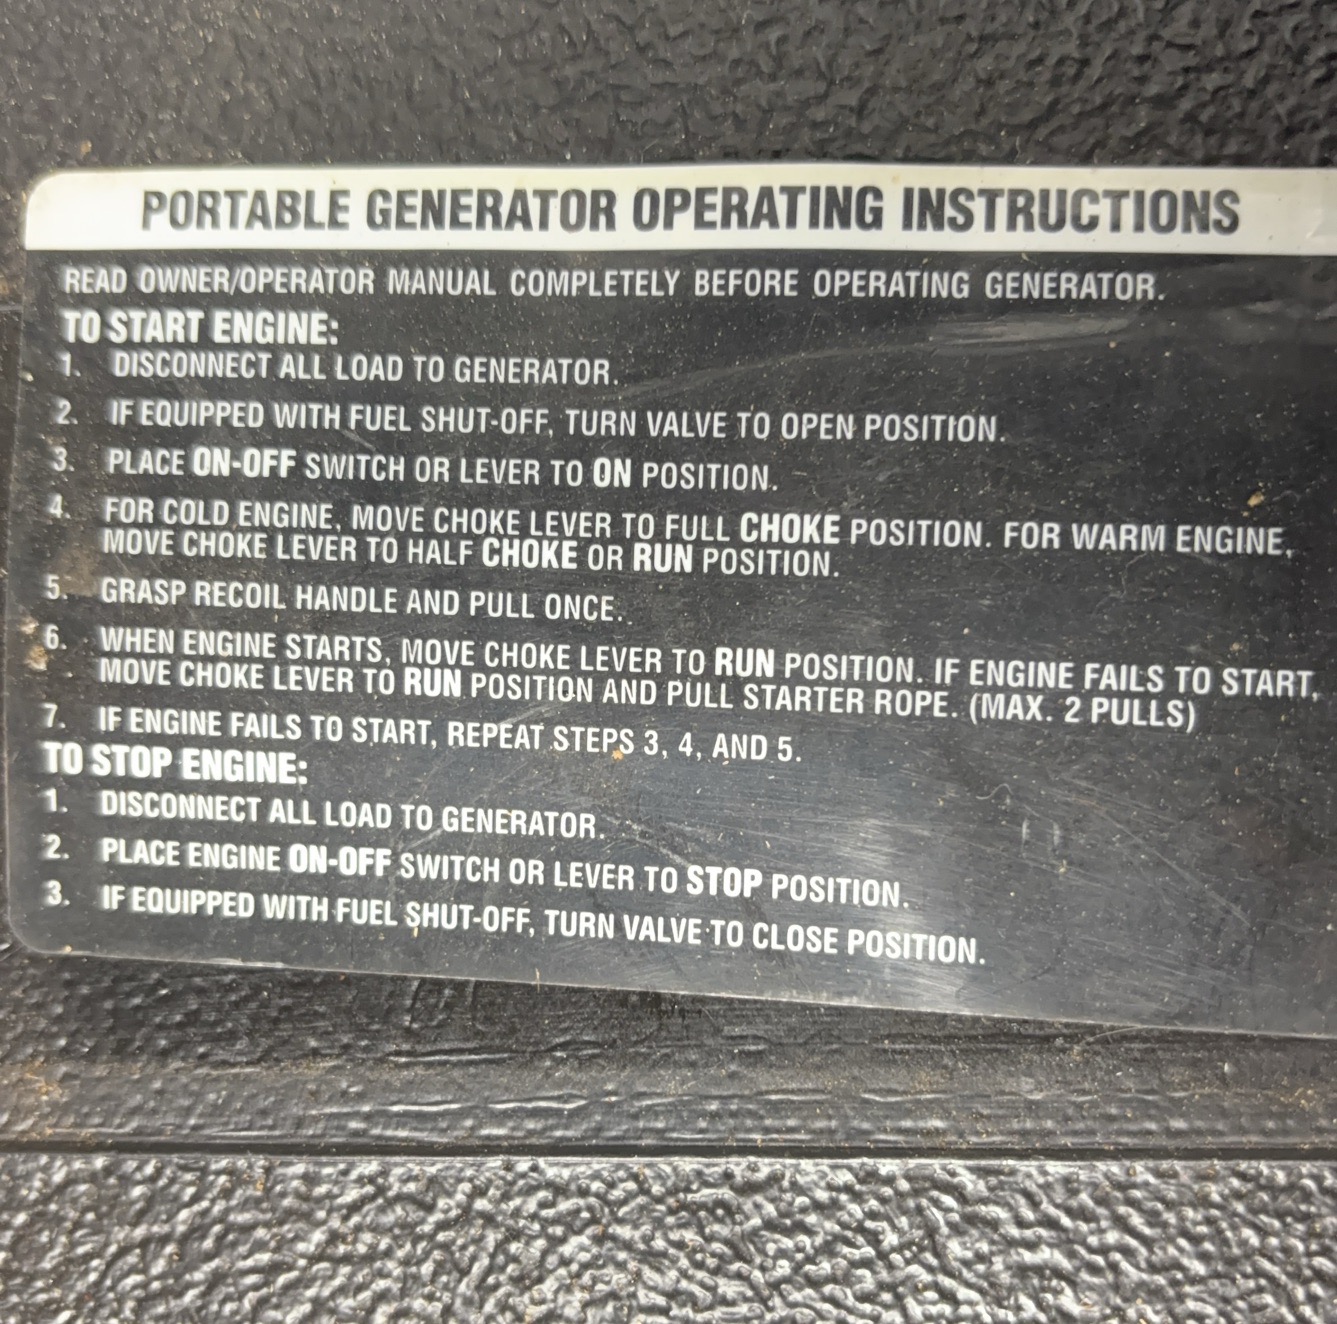 PORTABLE GENERATOR OPERATING INSTRUCTIONS
READ OWNER/OPERATOR MANUAL COMPLETELY BEFORE OPERATING GENERATOR.
TO START ENGINE:
1. DISCONNECT ALL LOAD TO GENERATOR.
2. IF EQUIPPED WITH FUEL SHUT-OFF, TURN VALVE TO OPEN POSITION.
3. PLACE ON-OFF SWITCH OR LEVER TO ON POSITION.
4. FOR COLD ENGINE, MOVE CHOKE LEVER TO FULL CHOKE POSITION. FOR WARM ENGINE,
MOVE CHOKE LEVER TO HALF CHOKE OR RUN POSITION.
5. GRASP RECOIL HANDLE AND PULL ONCE.
6. WHEN ENGINE STARTS, MOVE CHOKE LEVER TO RUN POSITION. IF ENGINE FAILS TO START,
MOVE CHOKE LEVER TO RUN POSITION AND PULL STARTER ROPE. (MAX. 2 PULLS)
7. IF ENGINE FAILS TO START, REPEAT STEPS 3, 4, AND 5.
TO STOP ENGINE:
1. DISCONNECT ALL LOAD TO GENERATOR.
2. PLACE ENGINE ON-OFF SWITCH OR LEVER TO STOP POSITION.
3. IF EQUIPPED WITH FUEL SHUT-OFF, TURN VALVE TO CLOSE POSITION.